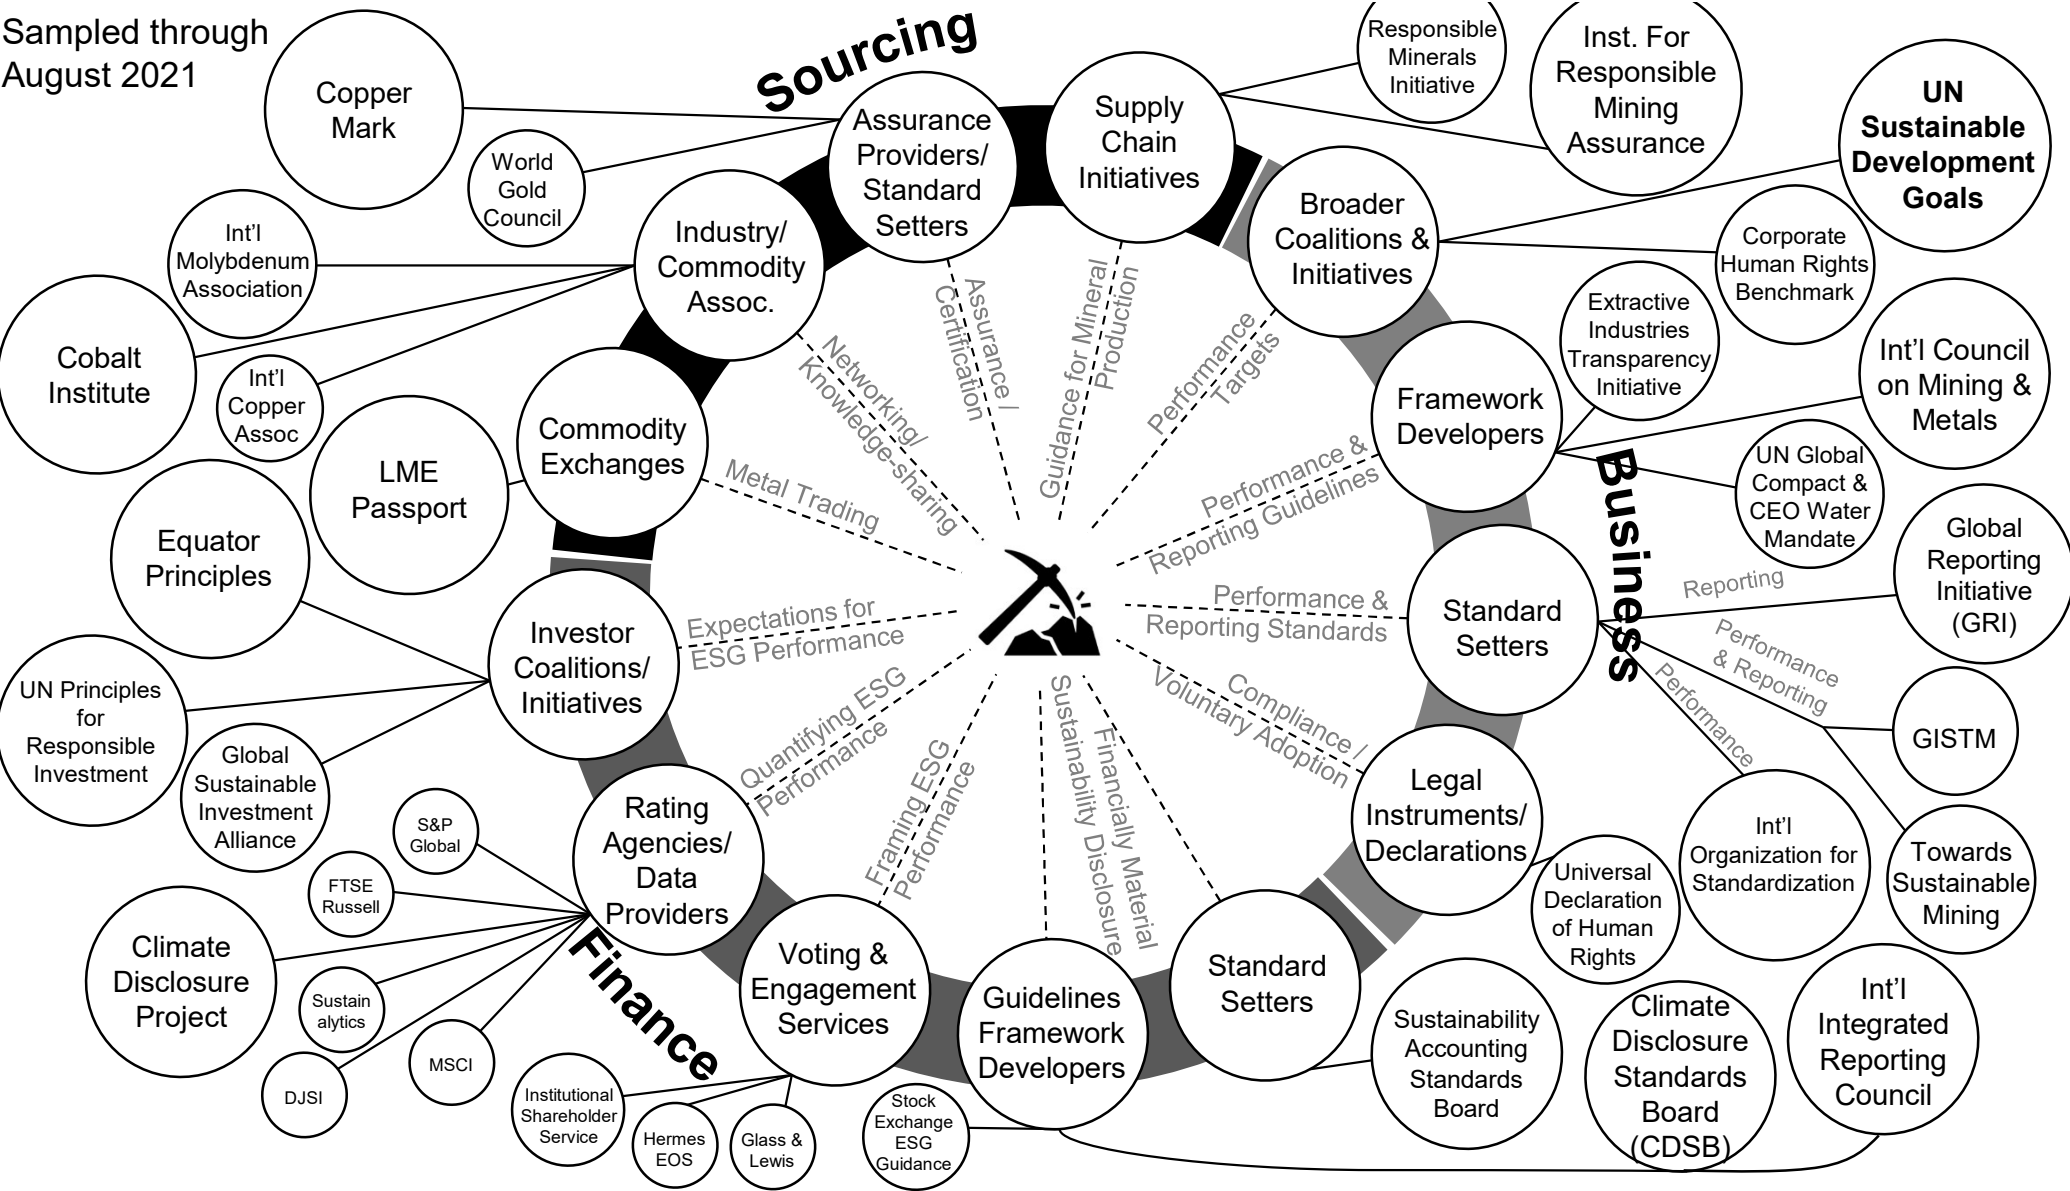 Sampled through
August 2021
Sourcing
Copper
Mark
World
Gold
Council
Int'l
Molybdenum
Association
Cobalt
Institute
Int'l
Copper
Assoc
LME
Passport
Equator
Principles
UN Principles
for
Responsible
Investment
Global
Sustainable
Investment
Alliance
S&P
Global
FTSE
Russell
Climate
Disclosure
Project
Sustain
alytics
DJSI
MSCI
Finance
Institutional
Shareholder
Service
Hermes
EOS
Glass &
Lewis
Stock
Exchange
ESG
Guidance
Assurance
Providers/
Standard
Setters
Supply
Chain
Initiatives
Industry/
Commodity
Assoc.
Commodity
Exchanges
Investor
Coalitions/
Initiatives
Rating
Agencies/
Data
Providers
Voting &
Engagement
Services
Guidelines
Framework
Developers
Standard
Setters
Legal
Instruments/
Declarations
Standard
Setters
Framework
Developers
Broader
Coalitions &
Initiatives
Assurance /
Certification
Guidance for Mineral
Production
Performance
Targets
Networking/
Knowledge-sharing
Metal Trading
Performance &
Reporting Guidelines
Expectations for
ESG Performance
Performance &
Reporting Standards
Quantifying ESG
Performance
Compliance /
Voluntary Adoption
Framing ESG
Performance
Financially Material
Sustainability Disclosure
Responsible
Minerals
Initiative
Inst. For
Responsible
Mining
Assurance
UN
Sustainable
Development
Goals
Corporate
Human Rights
Benchmark
Extractive
Industries
Transparency
Initiative
Int'l Council
on Mining &
Metals
UN Global
Compact &
CEO Water
Mandate
Business
Reporting
Global
Reporting
Initiative
(GRI)
Performance
& Reporting
Performance
GISTM
Int'l
Organization for
Standardization
Towards
Sustainable
Mining
Universal
Declaration
of Human
Rights
Sustainability
Accounting
Standards
Board
Climate
Disclosure
Standards
Board
(CDSB)
Int'l
Integrated
Reporting
Council